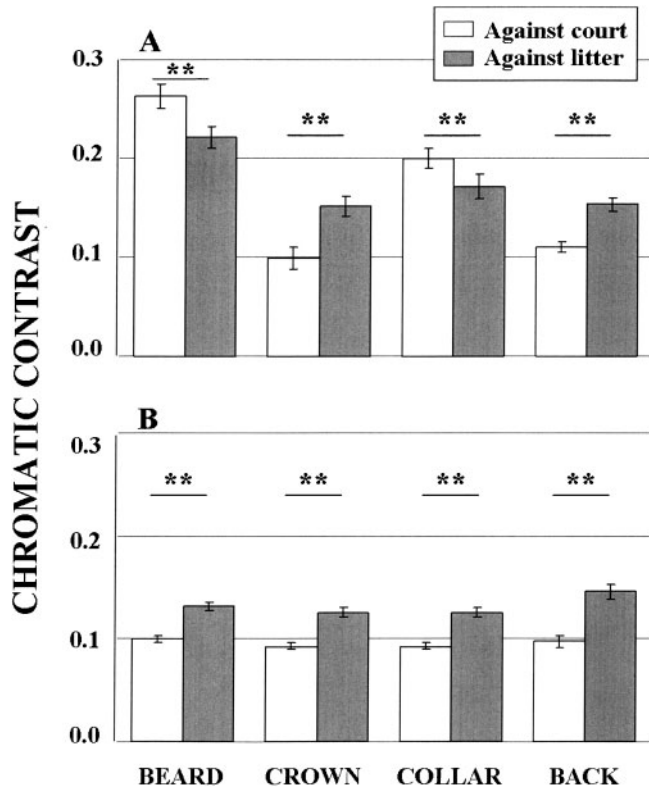 Against court
Against litter
A
0.3
0.2
0.1
0.0
** ** ** **
CHROMATIC CONTRAST
B
0.3
0.2
0.1
0.0
** ** ** **
BEARD CROWN COLLAR BACK